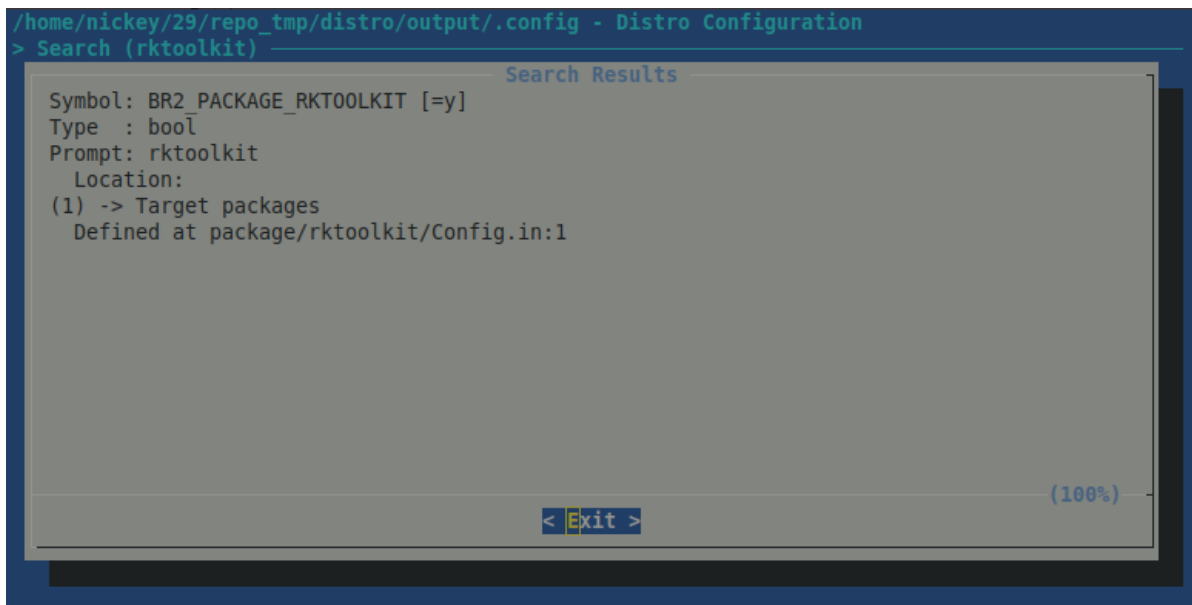 /home/nickey/29/repo_tmp/distro/output/.config - Distro Configuration
> Search (rktoolkit)
Search Results
Symbol: BR2_PACKAGE_RKTOOLKIT [=y]
Type  : bool
Prompt: rktoolkit
  Location:
(1) -> Target packages
  Defined at package/rktoolkit/Config.in:1
(100%)
< Exit >